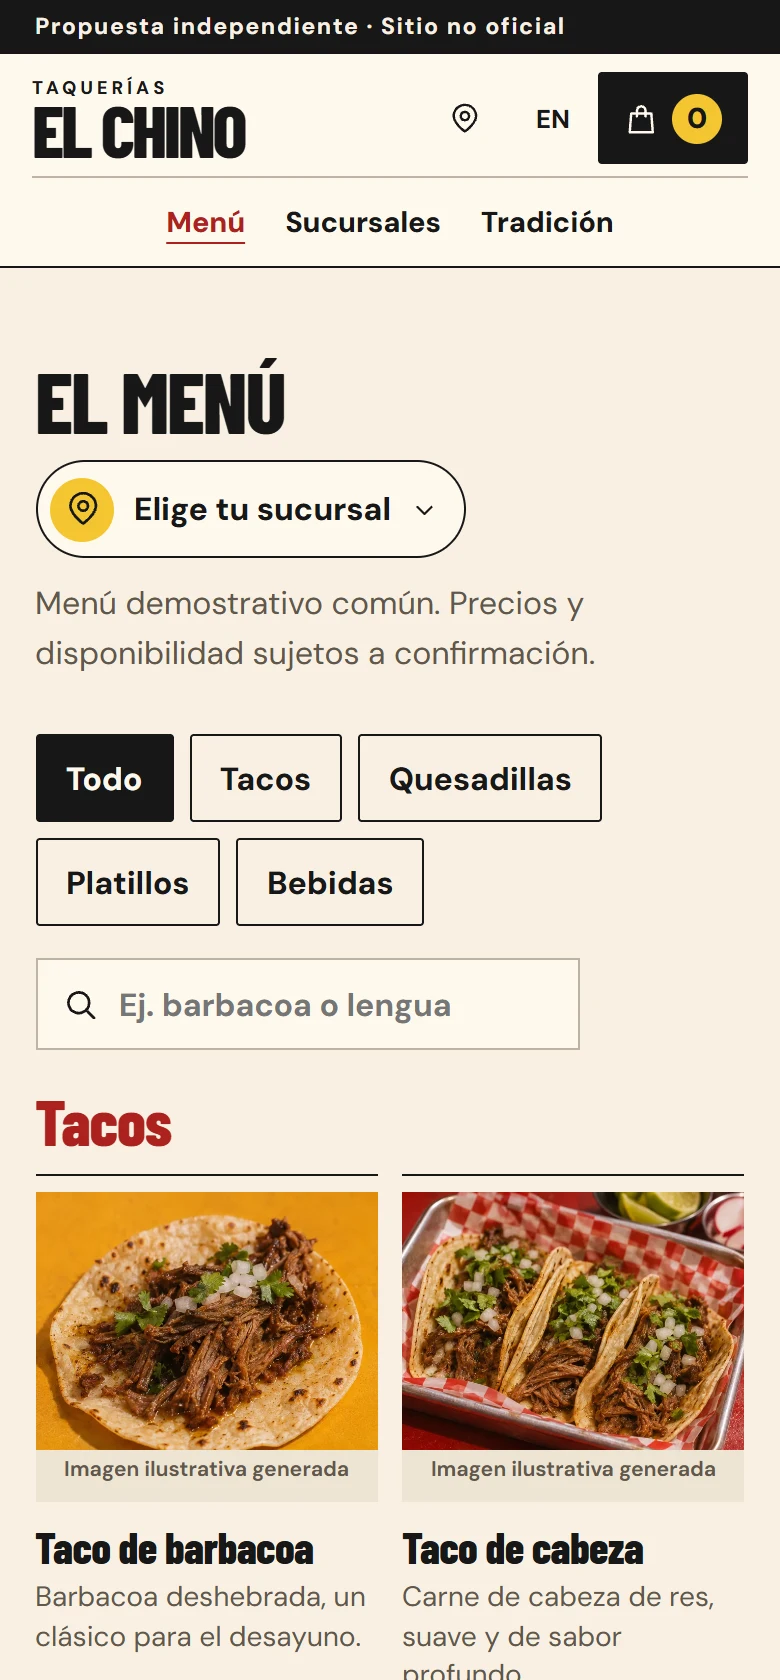 Propuesta independiente · Sitio no oficial
TAQUERÍAS
EL CHINO
EN
0
Menú
Sucursales
Tradición
EL MENÚ
Elige tu sucursal
Menú demostrativo común. Precios y
disponibilidad sujetos a confirmación.
Todo
Tacos
Quesadillas
Platillos
Bebidas
Ej. barbacoa o lengua
Tacos
Imagen ilustrativa generada
Taco de barbacoa
Barbacoa deshebrada, un
clásico para el desayuno.
Imagen ilustrativa generada
Taco de cabeza
Carne de cabeza de res,
suave y de sabor
profundo